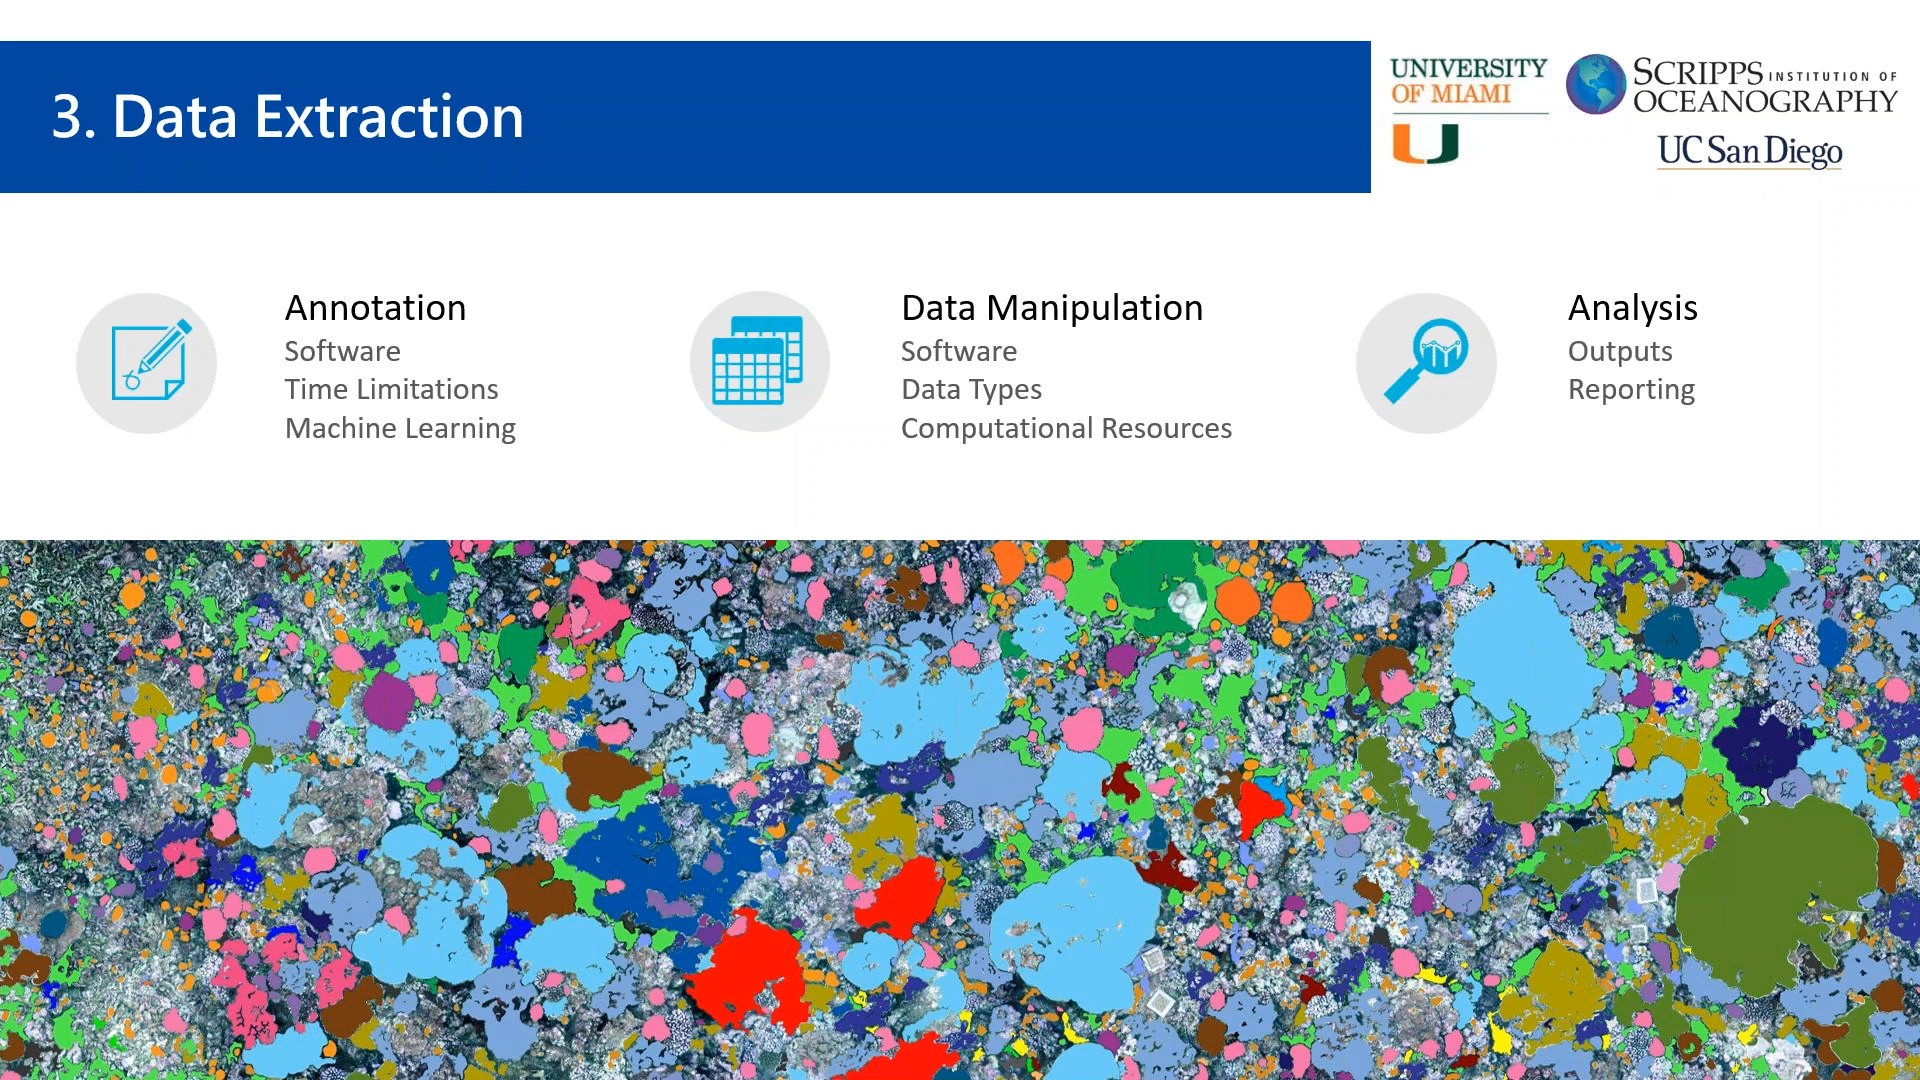 3. Data Extraction
UNIVERSITY
OF MIAMI
SCRIPPS INSTITUTION OF
OCEANOGRAPHY
UC San Diego
Annotation
Software
Time Limitations
Machine Learning
Data Manipulation
Software
Data Types
Computational Resources
Analysis
Outputs
Reporting